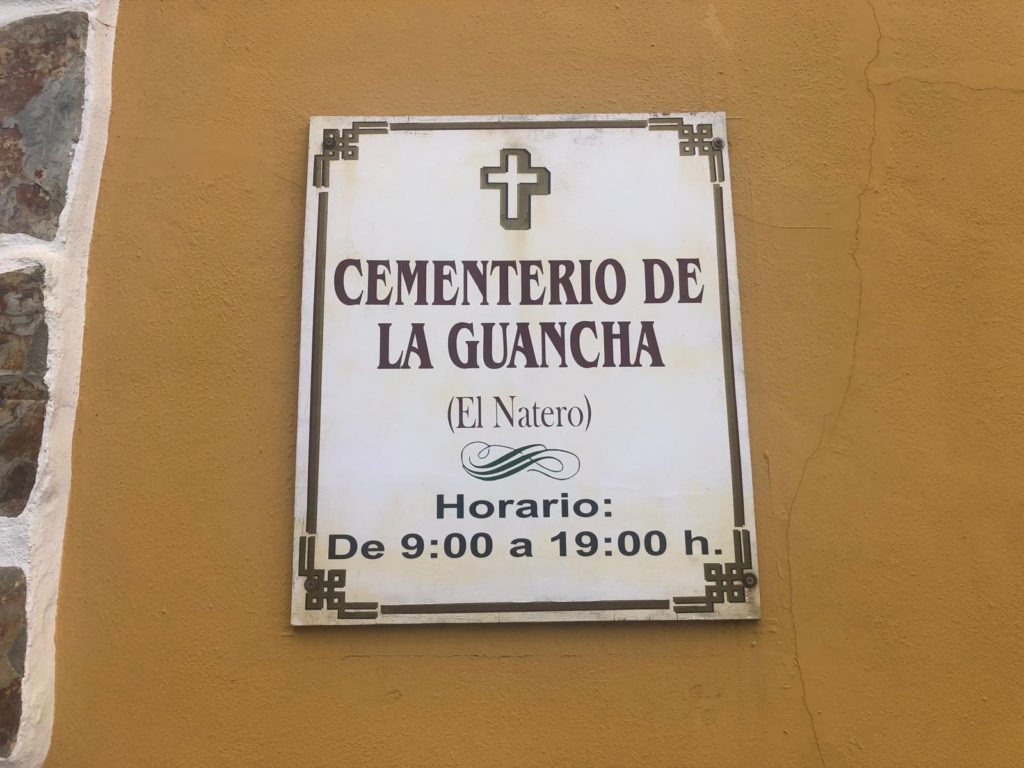 CEMENTERIO DE
LA GUANCHA
(El Natero)
Horario:
De 9:00 a 19:00 h.